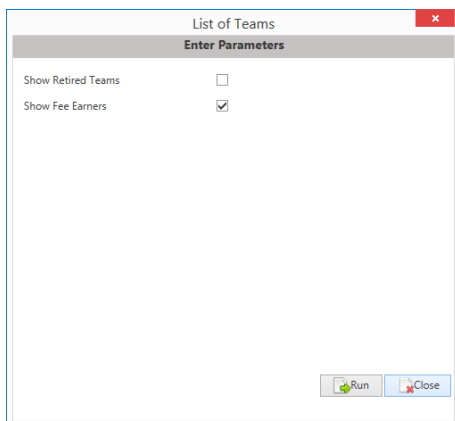 List of Teams
Enter Parameters
Show Retired Teams
Show Fee Earners
Run Close